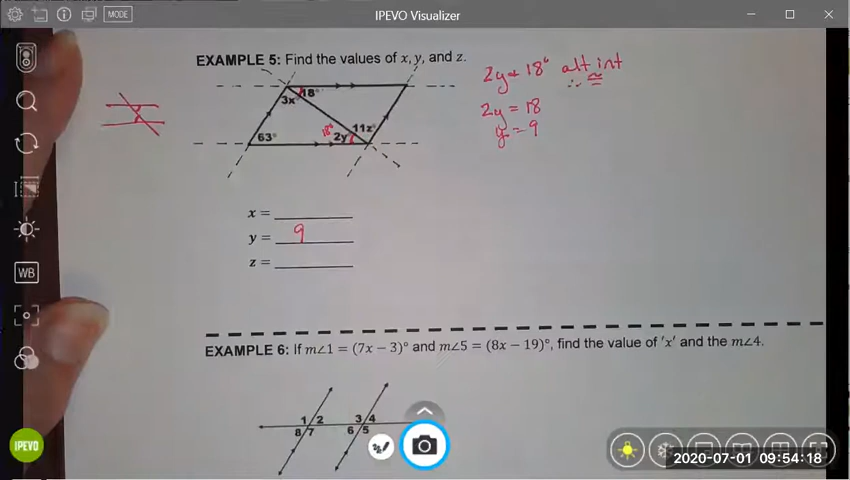 MODE
IPEVO Visualizer
EXAMPLE 5: Find the values of x, y, and z.
2y = 18° alt int
∴ ≅
2y = 18
y = 9
18°
3x°
18°
11z°
63°
2y°
x =
y = 9
z =
EXAMPLE 6: If m∠1 = (7x − 3)° and m∠5 = (8x − 19)°, find the value of 'x' and the m∠4.
1 2 3 4
8 7 6 5
WB
IPEVO
2020-07-01 09:54:18